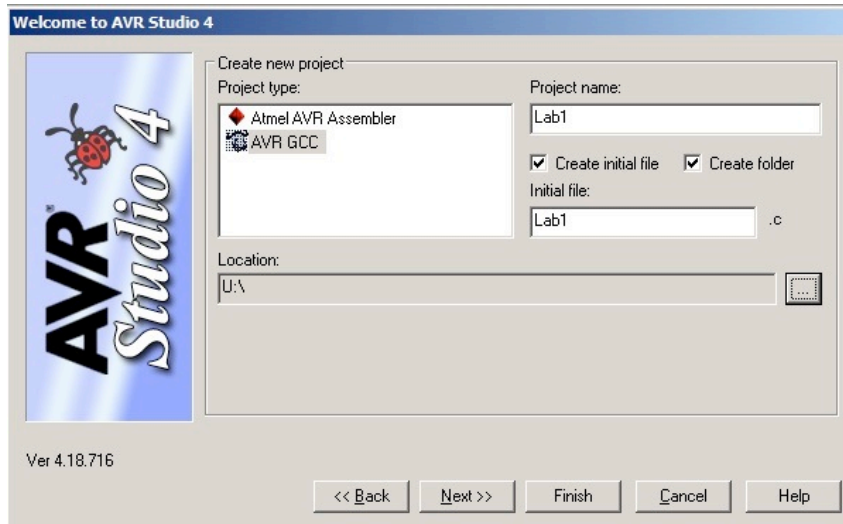 Welcome to AVR Studio 4
Create new project
Project type:
Atmel AVR Assembler
AVR GCC
Project name:
Lab1
Create initial file
Create folder
Initial file:
Lab1
.c
Location:
U:\
...
AVR®
Studio 4
Ver 4.18.716
<< Back
Next >>
Finish
Cancel
Help